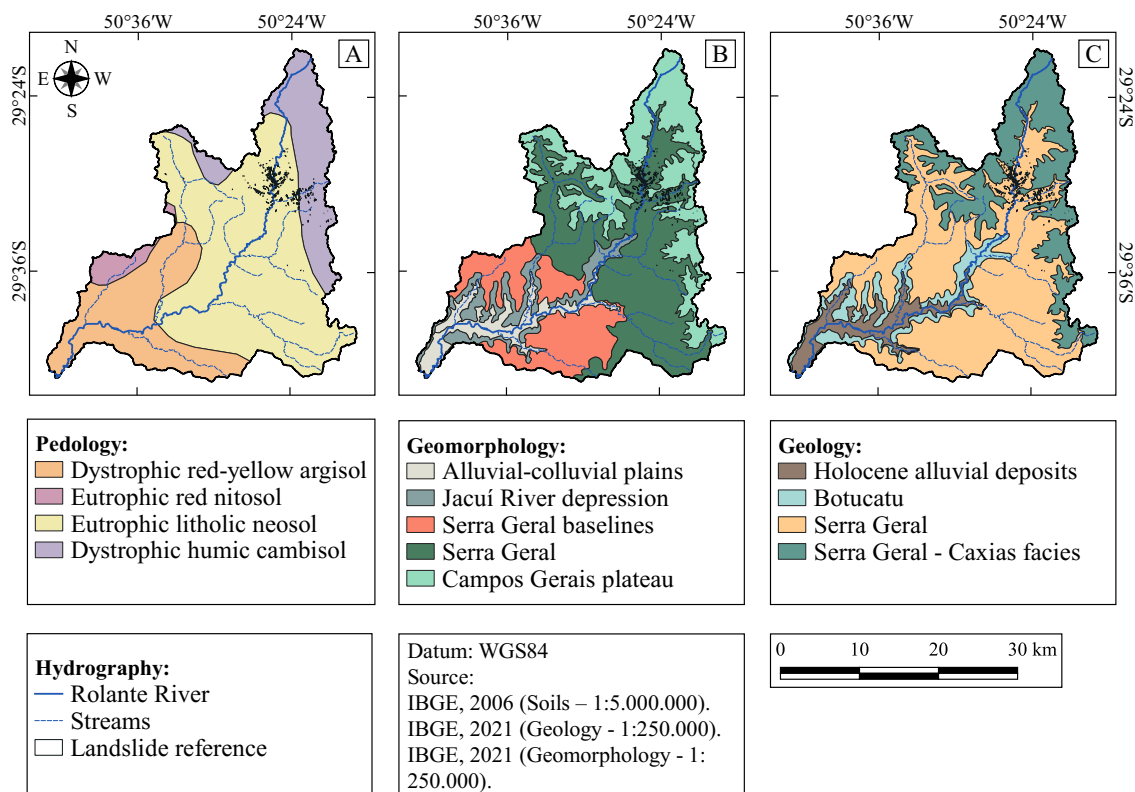 50°36'W 50°24'W 50°36'W 50°24'W 50°36'W 50°24'W
A
B
C
N
E W
S
29°24'S
29°36'S
29°24'S
29°36'S
Pedology:
Dystrophic red-yellow argisol
Eutrophic red nitosol
Eutrophic litholic neosol
Dystrophic humic cambisol
Geomorphology:
Alluvial-colluvial plains
Jacuí River depression
Serra Geral baselines
Serra Geral
Campos Gerais plateau
Geology:
Holocene alluvial deposits
Botucatu
Serra Geral
Serra Geral - Caxias facies
Hydrography:
Rolante River
Streams
Landslide reference
Datum: WGS84
Source:
IBGE, 2006 (Soils – 1:5.000.000).
IBGE, 2021 (Geology - 1:250.000).
IBGE, 2021 (Geomorphology - 1:
250.000).
0 10 20 30 km